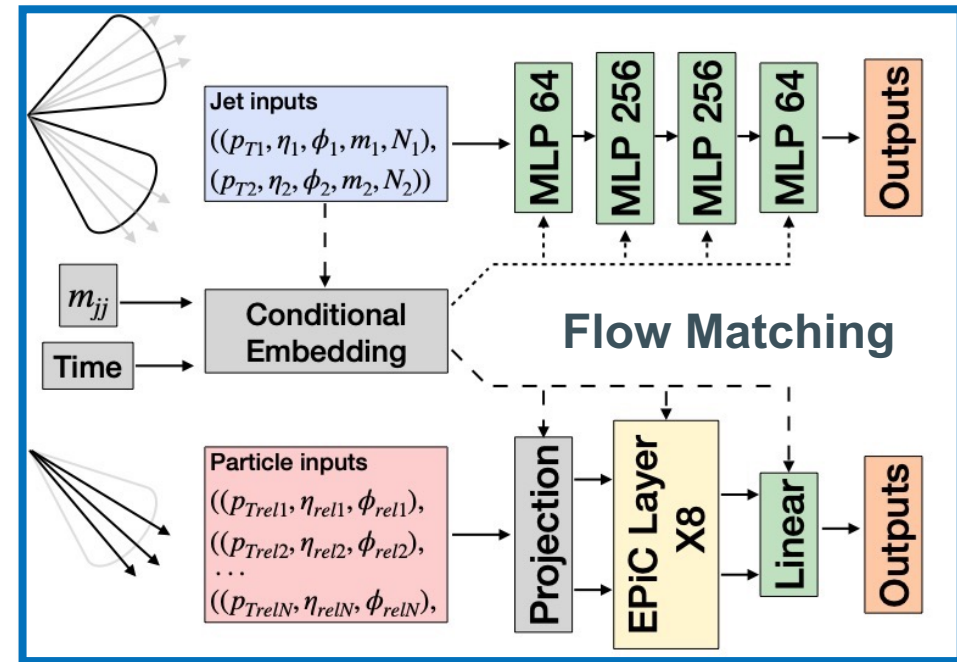 Jet inputs
((p_{T1}, η_1, ϕ_1, m_1, N_1),
(p_{T2}, η_2, ϕ_2, m_2, N_2))
MLP 64
MLP 256
MLP 256
MLP 64
Outputs
m_{jj}
Time
Conditional
Embedding
Flow Matching
Particle inputs
((p_{Trel1}, η_{rel1}, ϕ_{rel1}),
((p_{Trel2}, η_{rel2}, ϕ_{rel2}),
...
((p_{TrelN}, η_{relN}, ϕ_{relN}),
Projection
EPiC Layer
X8
Linear
Outputs